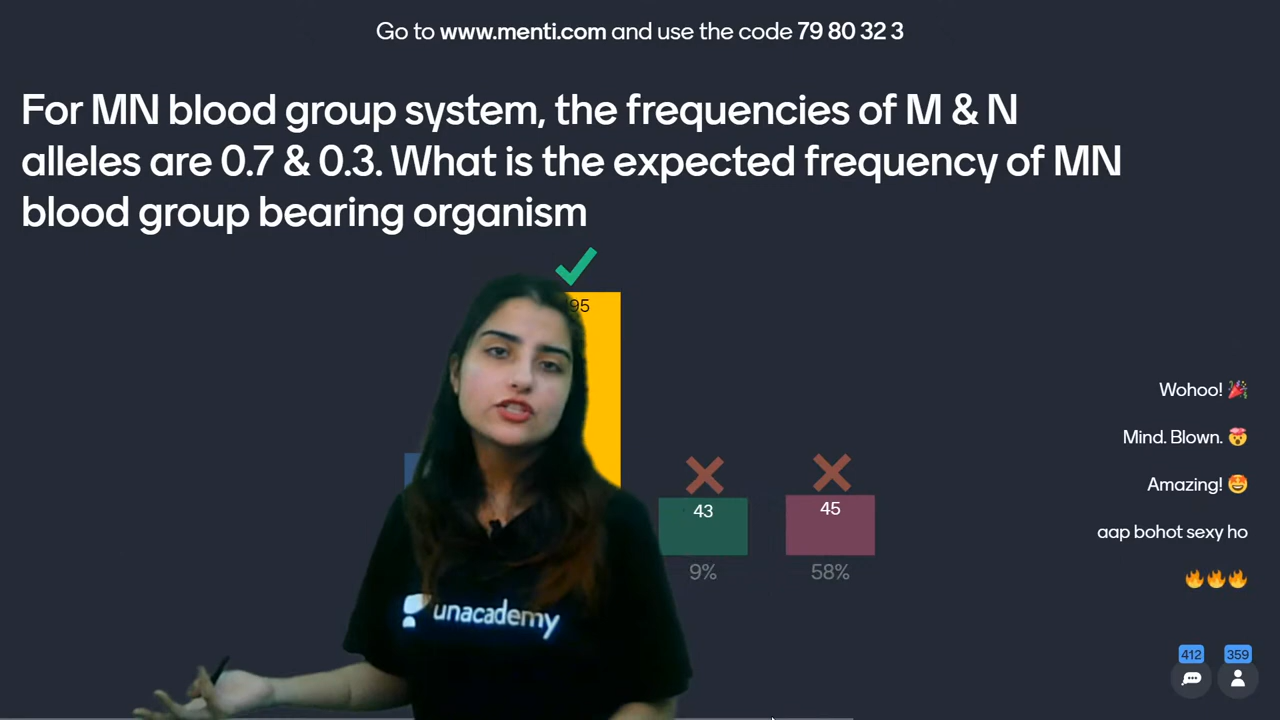 Go to www.menti.com and use the code 79 80 32 3
For MN blood group system, the frequencies of M & N
alleles are 0.7 & 0.3. What is the expected frequency of MN
blood group bearing organism
95
43
45
9%
58%
Wohoo! 🎉
Mind. Blown. 🤯
Amazing! 🤩
aap bohot sexy ho
🔥🔥🔥
unacademy
412
359